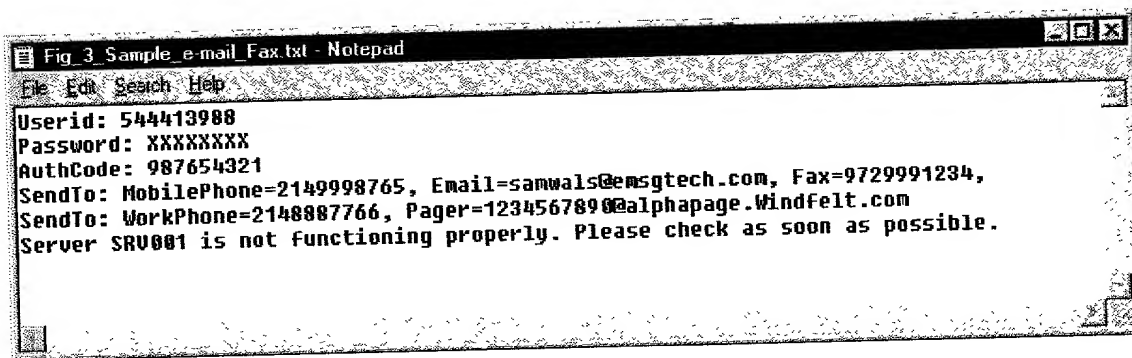 Fig_3_Sample_e-mail_Fax.txt - Notepad
File Edit Search Help
Userid: 544413988
Password: XXXXXXXX
AuthCode: 987654321
SendTo: MobilePhone=2149998765, Email=samwals@emsgtech.com, Fax=9729991234,
SendTo: WorkPhone=2148887766, Pager=1234567890@alphapage.Windfelt.com
Server SRV001 is not functioning properly. Please check as soon as possible.